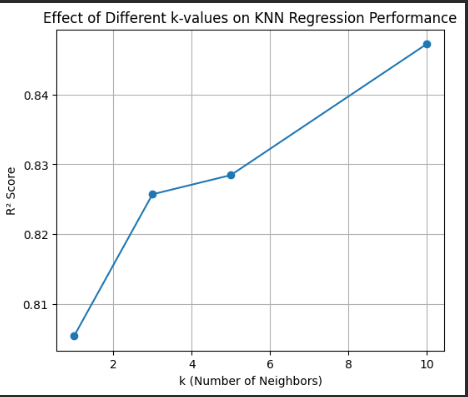 Effect of Different k-values on KNN Regression Performance
0.84
0.83
0.82
0.81
R² Score
2 4 6 8 10
k (Number of Neighbors)